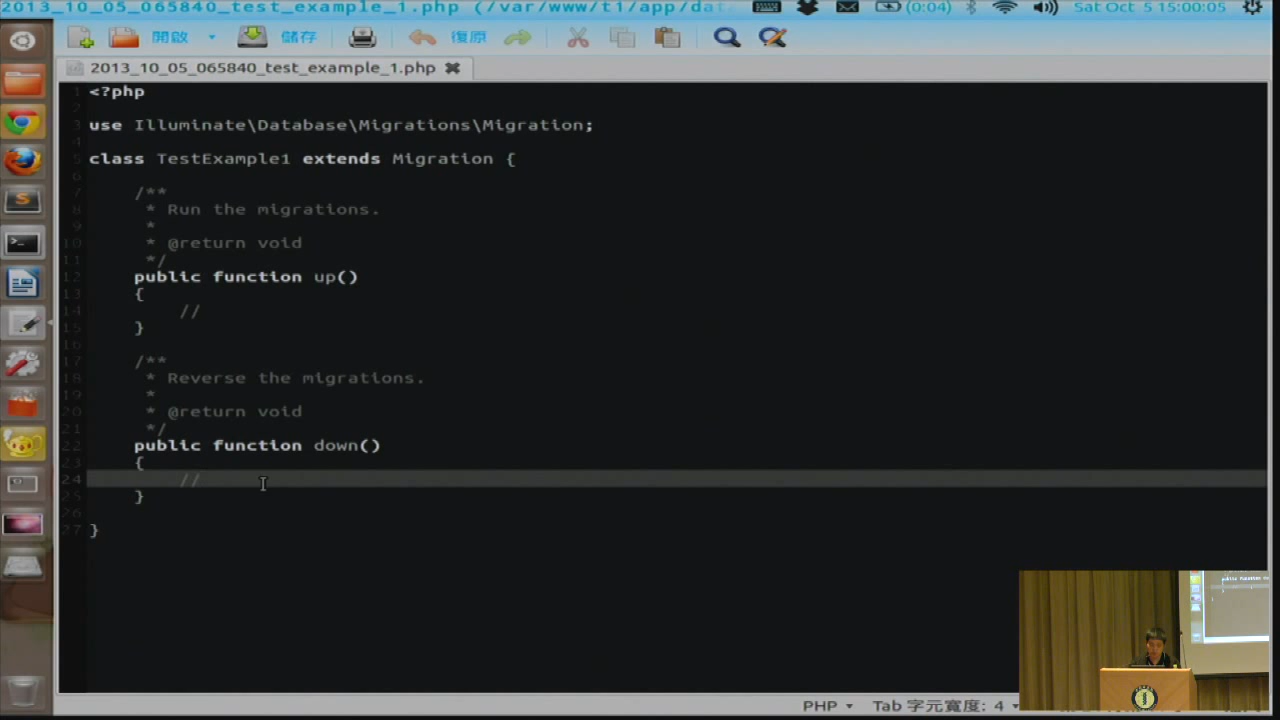 2013_10_05_065840_test_example_1.php (/var/www/t1/app/dat
(0:04)
Sat Oct 5 15:00:05
開啟
儲存
復原
2013_10_05_065840_test_example_1.php
1 <?php
2
3 use Illuminate\Database\Migrations\Migration;
4
5 class TestExample1 extends Migration {
6
7 /**
8 * Run the migrations.
9 *
10 * @return void
11 */
12 public function up()
13 {
14 //
15 }
16
17 /**
18 * Reverse the migrations.
19 *
20 * @return void
21 */
22 public function down()
23 {
24 //
25 }
26
27 }
PHP
Tab 字元寬度: 4